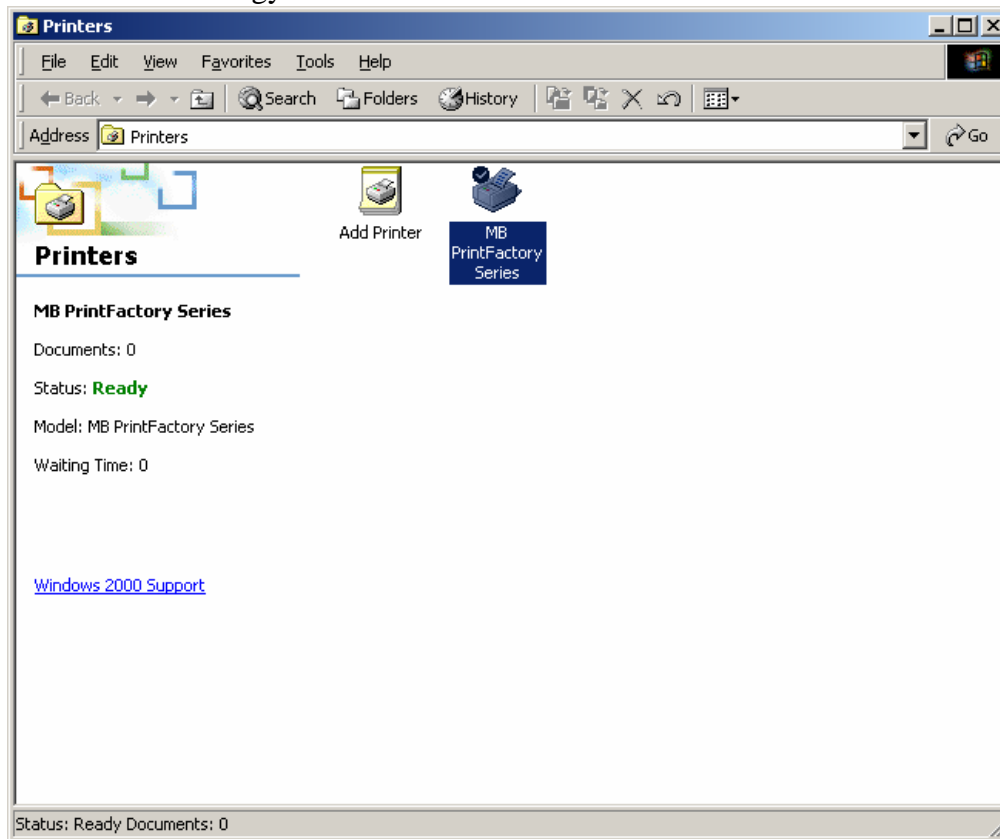 Printers
File Edit View Favorites Tools Help
Back Search Folders History
Address Printers Go
Add Printer
MB
PrintFactory
Series
Printers
MB PrintFactory Series
Documents: 0
Status: Ready
Model: MB PrintFactory Series
Waiting Time: 0
Windows 2000 Support
Status: Ready Documents: 0